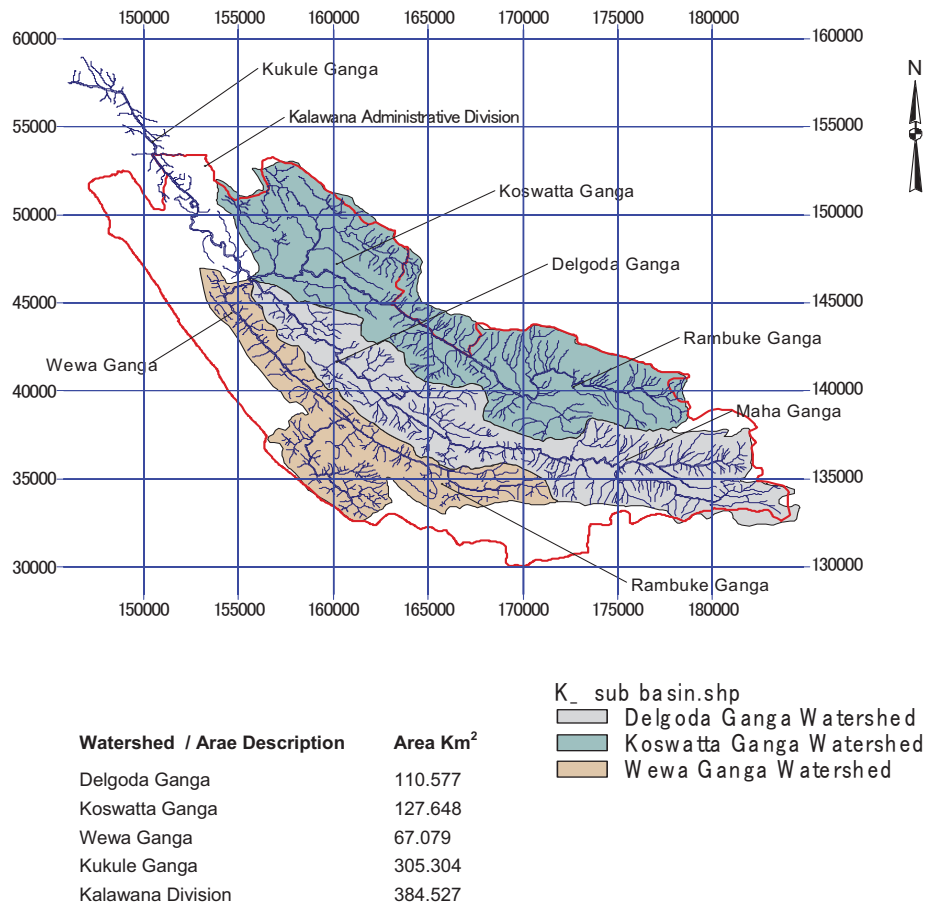 150000 155000 160000 165000 170000 175000 180000
60000 160000
Kukule Ganga
N
Kalawana Administrative Division
55000 155000
Koswatta Ganga
50000 150000
Delgoda Ganga
45000 145000
Rambuke Ganga
Wewa Ganga
40000 140000
Maha Ganga
35000 135000
30000 130000
Rambuke Ganga
150000 155000 160000 165000 170000 175000 180000
K_ sub basin.shp
Delgoda Ganga Watershed
Koswatta Ganga Watershed
Wewa Ganga Watershed
Watershed / Arae Description Area Km²
Delgoda Ganga 110.577
Koswatta Ganga 127.648
Wewa Ganga 67.079
Kukule Ganga 305.304
Kalawana Division 384.527